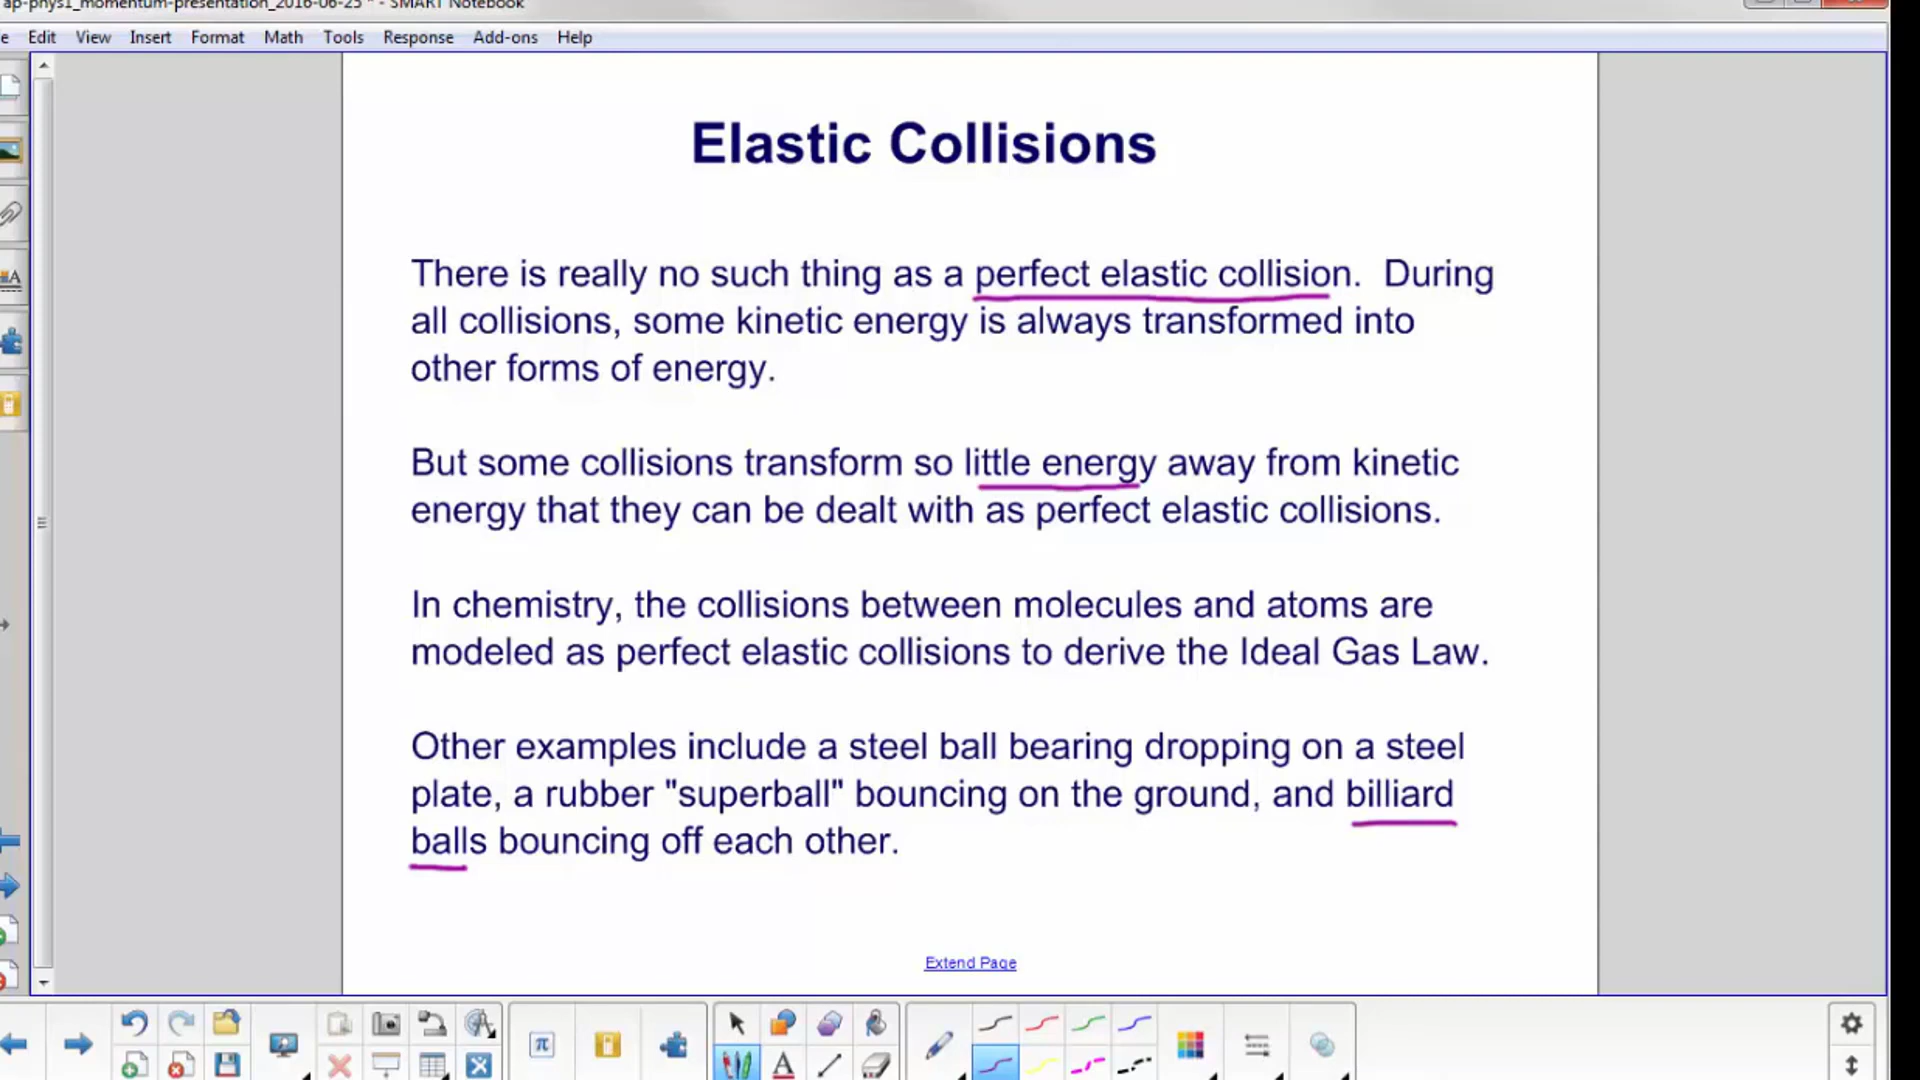 ap-phys1_momentum-presentation_2016-06-23 * - SMART Notebook
Edit View Insert Format Math Tools Response Add-ons Help
Elastic Collisions
There is really no such thing as a perfect elastic collision. During
all collisions, some kinetic energy is always transformed into
other forms of energy.
But some collisions transform so little energy away from kinetic
energy that they can be dealt with as perfect elastic collisions.
In chemistry, the collisions between molecules and atoms are
modeled as perfect elastic collisions to derive the Ideal Gas Law.
Other examples include a steel ball bearing dropping on a steel
plate, a rubber "superball" bouncing on the ground, and billiard
balls bouncing off each other.
Extend Page